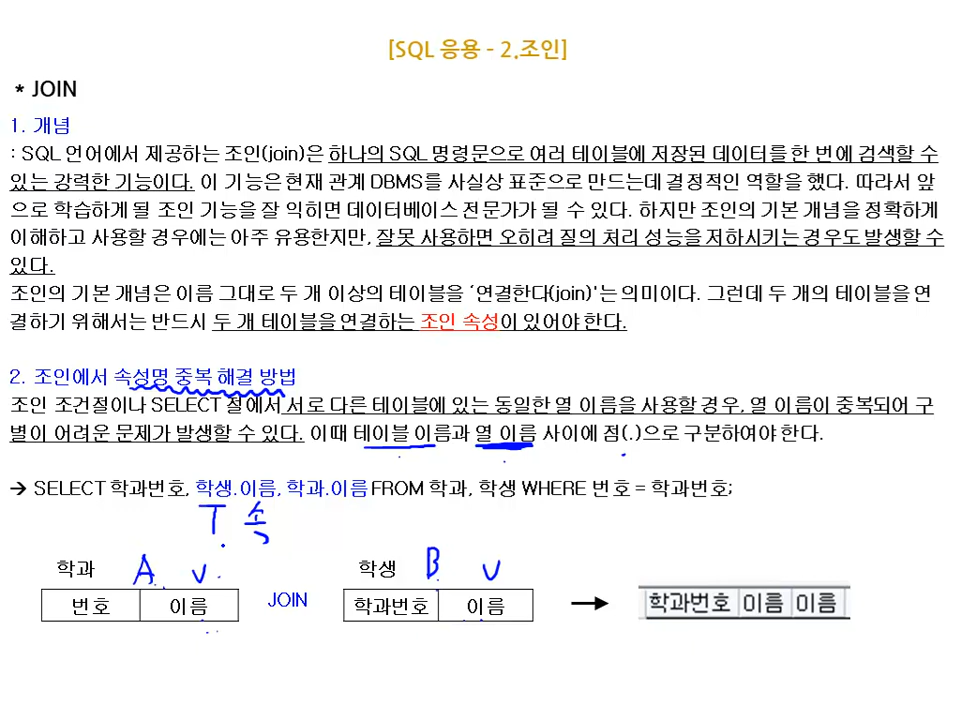 [SQL 응용 - 2.조인]
* JOIN
1. 개념
: SQL 언어에서 제공하는 조인(join)은 하나의 SQL 명령문으로 여러 테이블에 저장된 데이터를 한 번에 검색할 수
있는 강력한 기능이다. 이 기능은 현재 관계 DBMS를 사실상 표준으로 만드는데 결정적인 역할을 했다. 따라서 앞
으로 학습하게 될 조인 기능을 잘 익히면 데이터베이스 전문가가 될 수 있다. 하지만 조인의 기본 개념을 정확하게
이해하고 사용할 경우에는 아주 유용한지만, 잘못 사용하면 오히려 질의 처리 성능을 저하시키는 경우도 발생할 수
있다.
조인의 기본 개념은 이름 그대로 두 개 이상의 테이블을 ‘연결한다(join)'는 의미이다. 그런데 두 개의 테이블을 연
결하기 위해서는 반드시 두 개 테이블을 연결하는 조인 속성이 있어야 한다.
2. 조인에서 속성명 중복 해결 방법
조인 조건절이나 SELECT 절에서 서로 다른 테이블에 있는 동일한 열 이름을 사용할 경우, 열 이름이 중복되어 구
별이 어려운 문제가 발생할 수 있다. 이때 테이블 이름과 열 이름 사이에 점(.)으로 구분하여야 한다.
→ SELECT 학과번호, 학생.이름, 학과.이름 FROM 학과, 학생 WHERE 번호 = 학과번호;
T 속
학과 A 학생 B
번호 이름 JOIN 학과번호 이름 → 학과번호 이름 이름